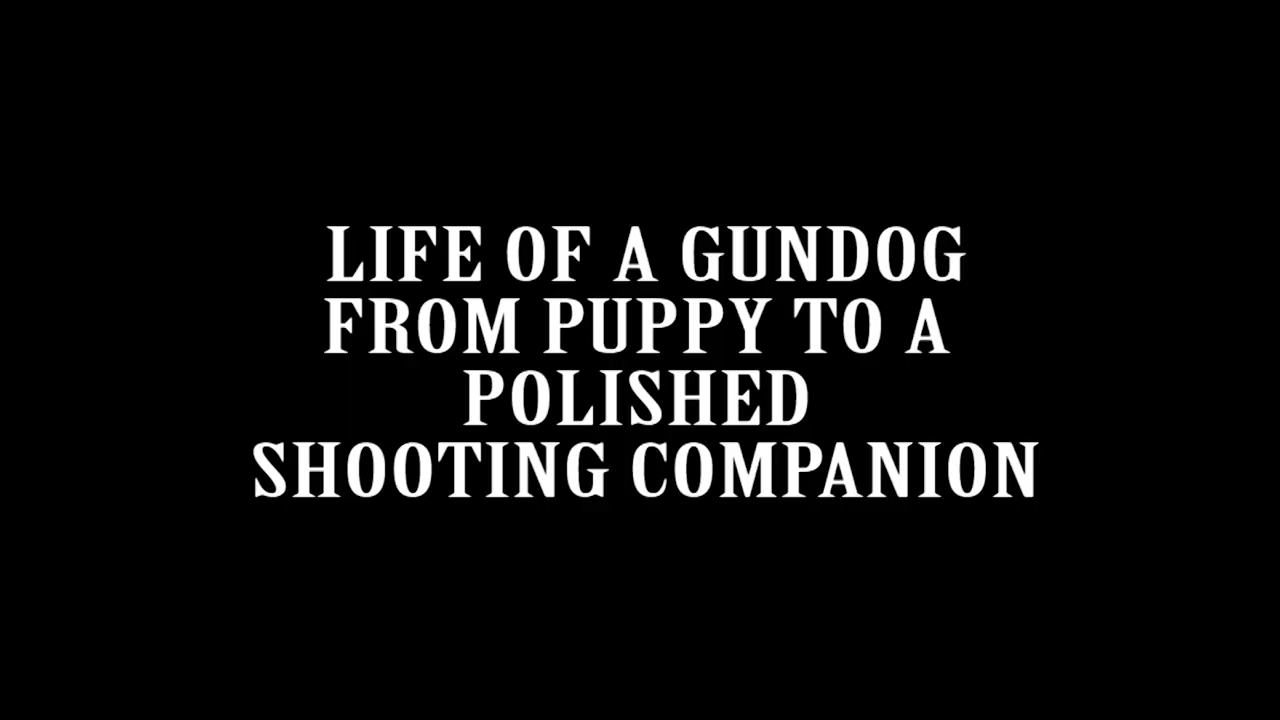 LIFE OF A GUNDOG
FROM PUPPY TO A
POLISHED
SHOOTING COMPANION